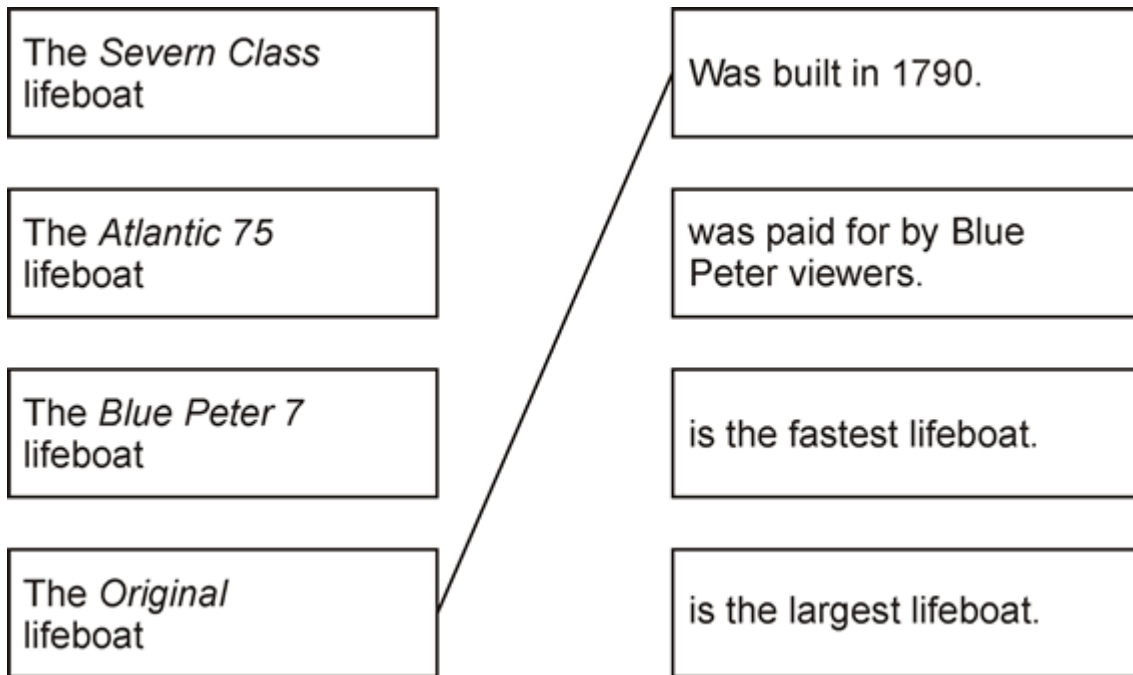 The Severn Class
lifeboat
Was built in 1790.
The Atlantic 75
lifeboat
was paid for by Blue
Peter viewers.
The Blue Peter 7
lifeboat
is the fastest lifeboat.
The Original
lifeboat
is the largest lifeboat.